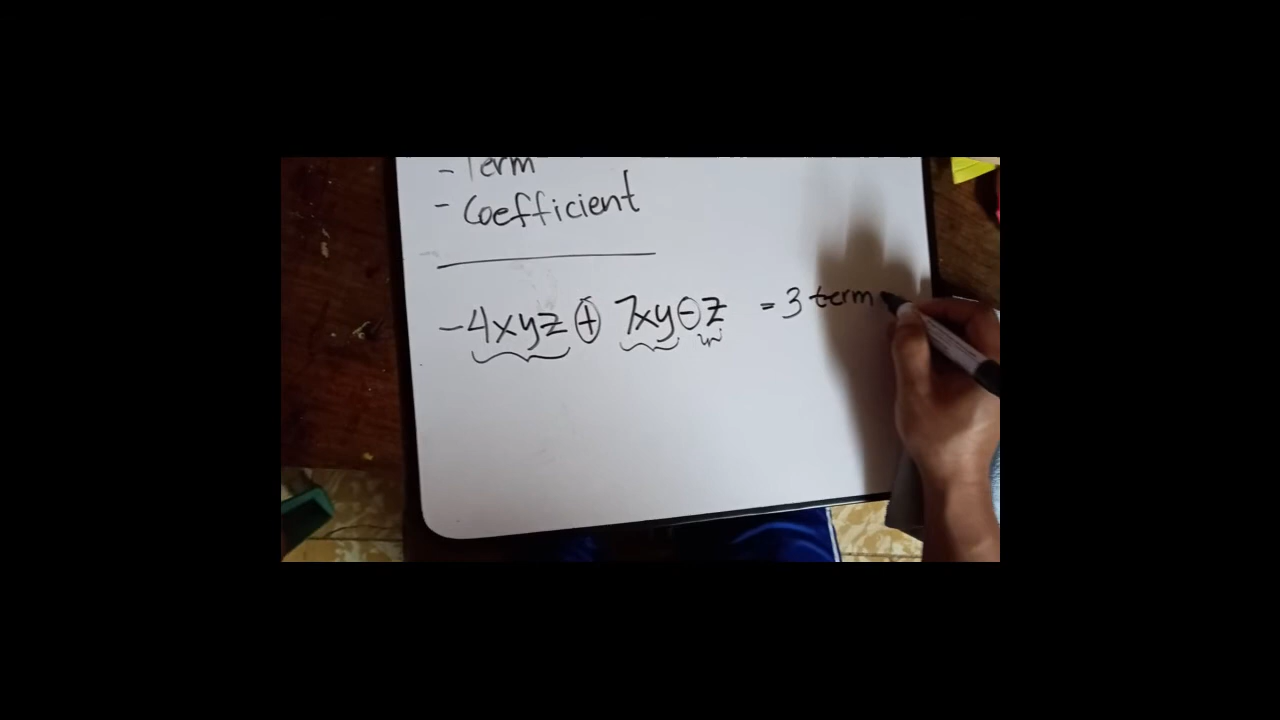 - Term
- Coefficient
-4xyz + 7xy - z = 3 term